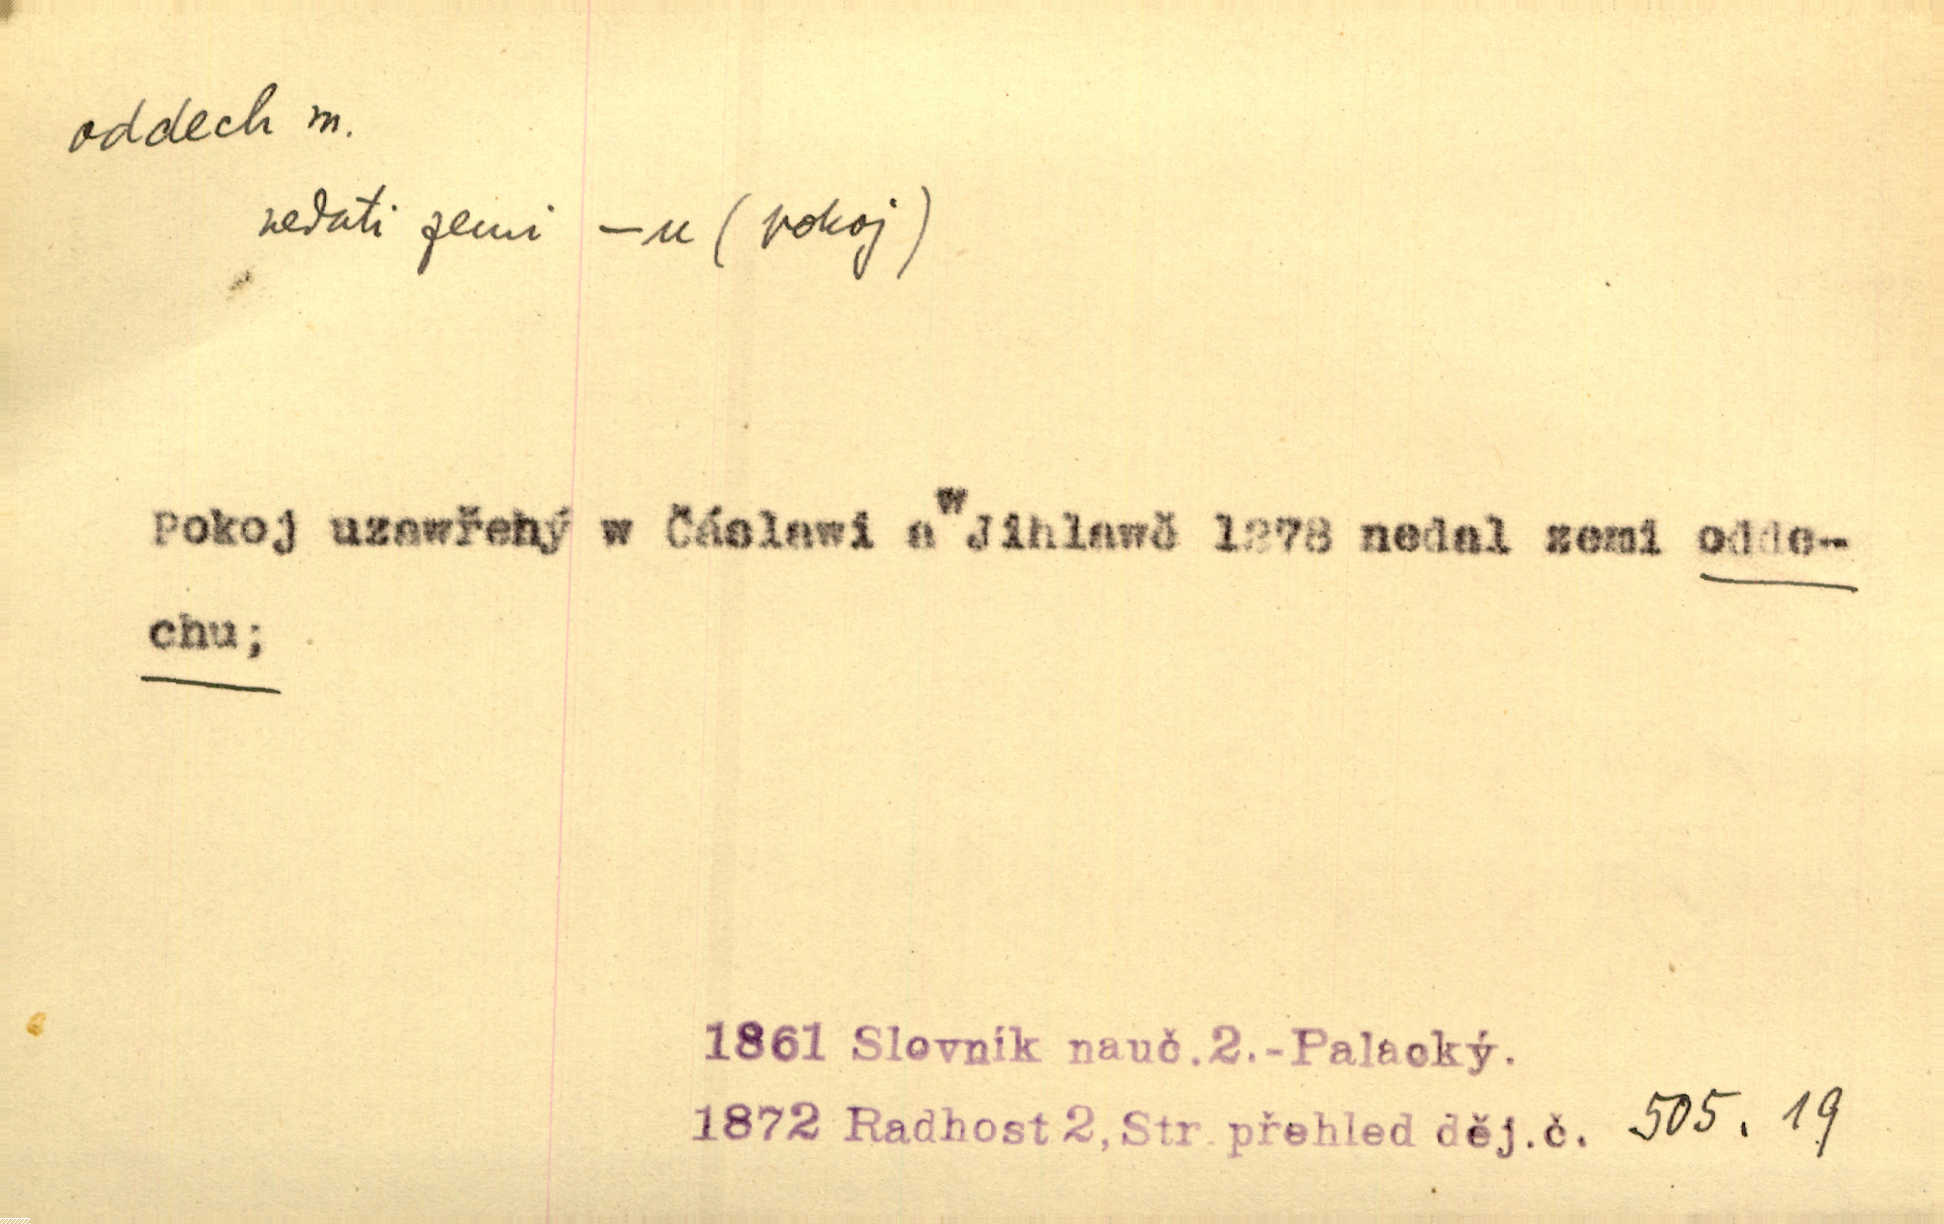 oddech m.
nedati zemi -u (pokoj)
Pokoj uzawřený w Čáslawi a w Jihlawě 1278 nedal zemi odde-
chu;
1861 Slovník nauč.2.-Palacký.
1872 Radhost 2, Str. přehled děj.č. 505. 19